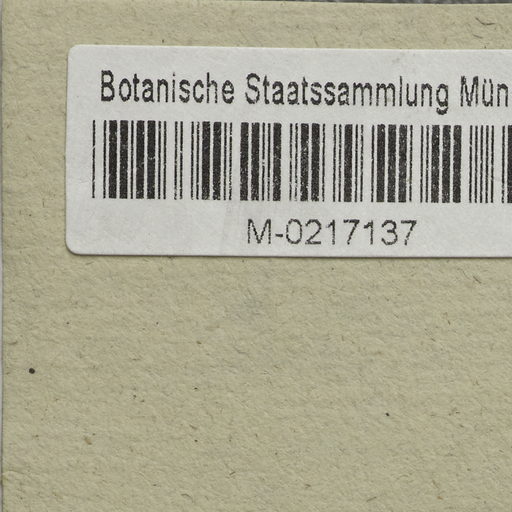 Botanische Staatssammlung Mün
M-0217137